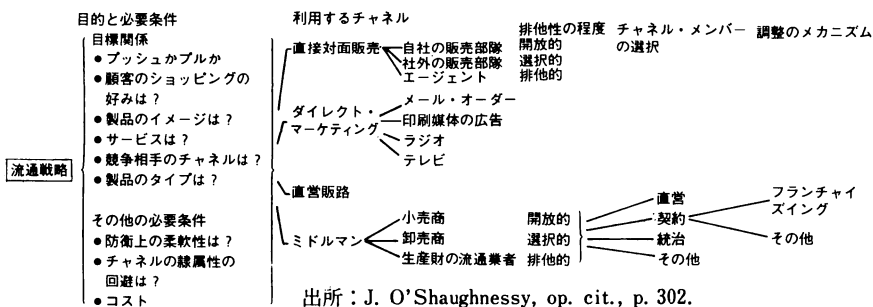 目的と必要条件
目標関係
●プッシュかプルか
●顧客のショッピングの
好みは？
●製品のイメージは？
●サービスは？
●競争相手のチャネルは？
●製品のタイプは？
その他の必要条件
●防衛上の柔軟性は？
●チャネルの隷属性の
回避は？
●コスト
流通戦略
利用するチャネル
直接対面販売
自社の販売部隊
社外の販売部隊
エージェント
排他性の程度
開放的
選択的
排他的
チャネル・メンバー
の選択
調整のメカニズム
ダイレクト・
マーケティング
メール・オーダー
印刷媒体の広告
ラジオ
テレビ
直営販路
ミドルマン
小売商
卸売商
生産財の流通業者
開放的
選択的
排他的
直営
契約
統治
その他
フランチャイ
ズイング
その他
出所：J. O'Shaughnessy, op. cit., p. 302.